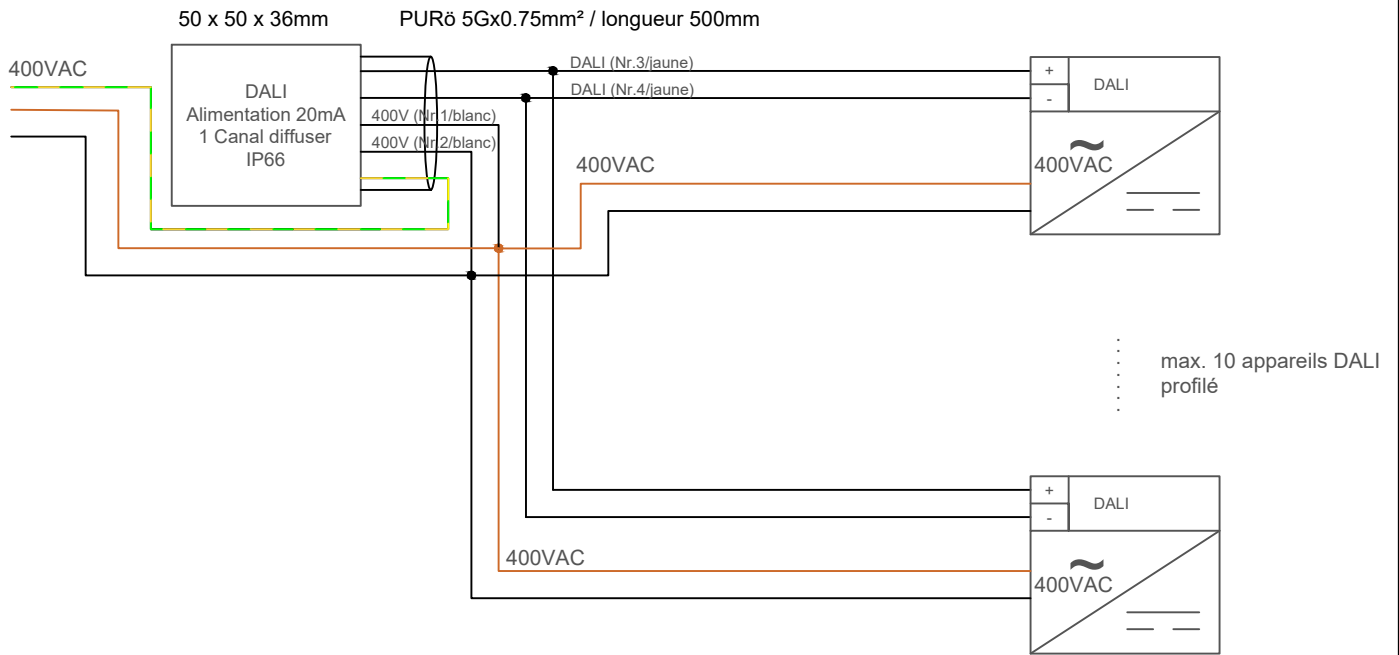 50 x 50 x 36mm
PURö 5Gx0.75mm² / longueur 500mm
400VAC
DALI
Alimentation 20mA
1 Canal diffuser
IP66
DALI (Nr.3/jaune)
DALI (Nr.4/jaune)
400V (Nr.1/blanc)
400V (Nr.2/blanc)
400VAC
+
-
DALI
~
400VAC
max. 10 appareils DALI
profilé
+
-
DALI
400VAC
~
400VAC